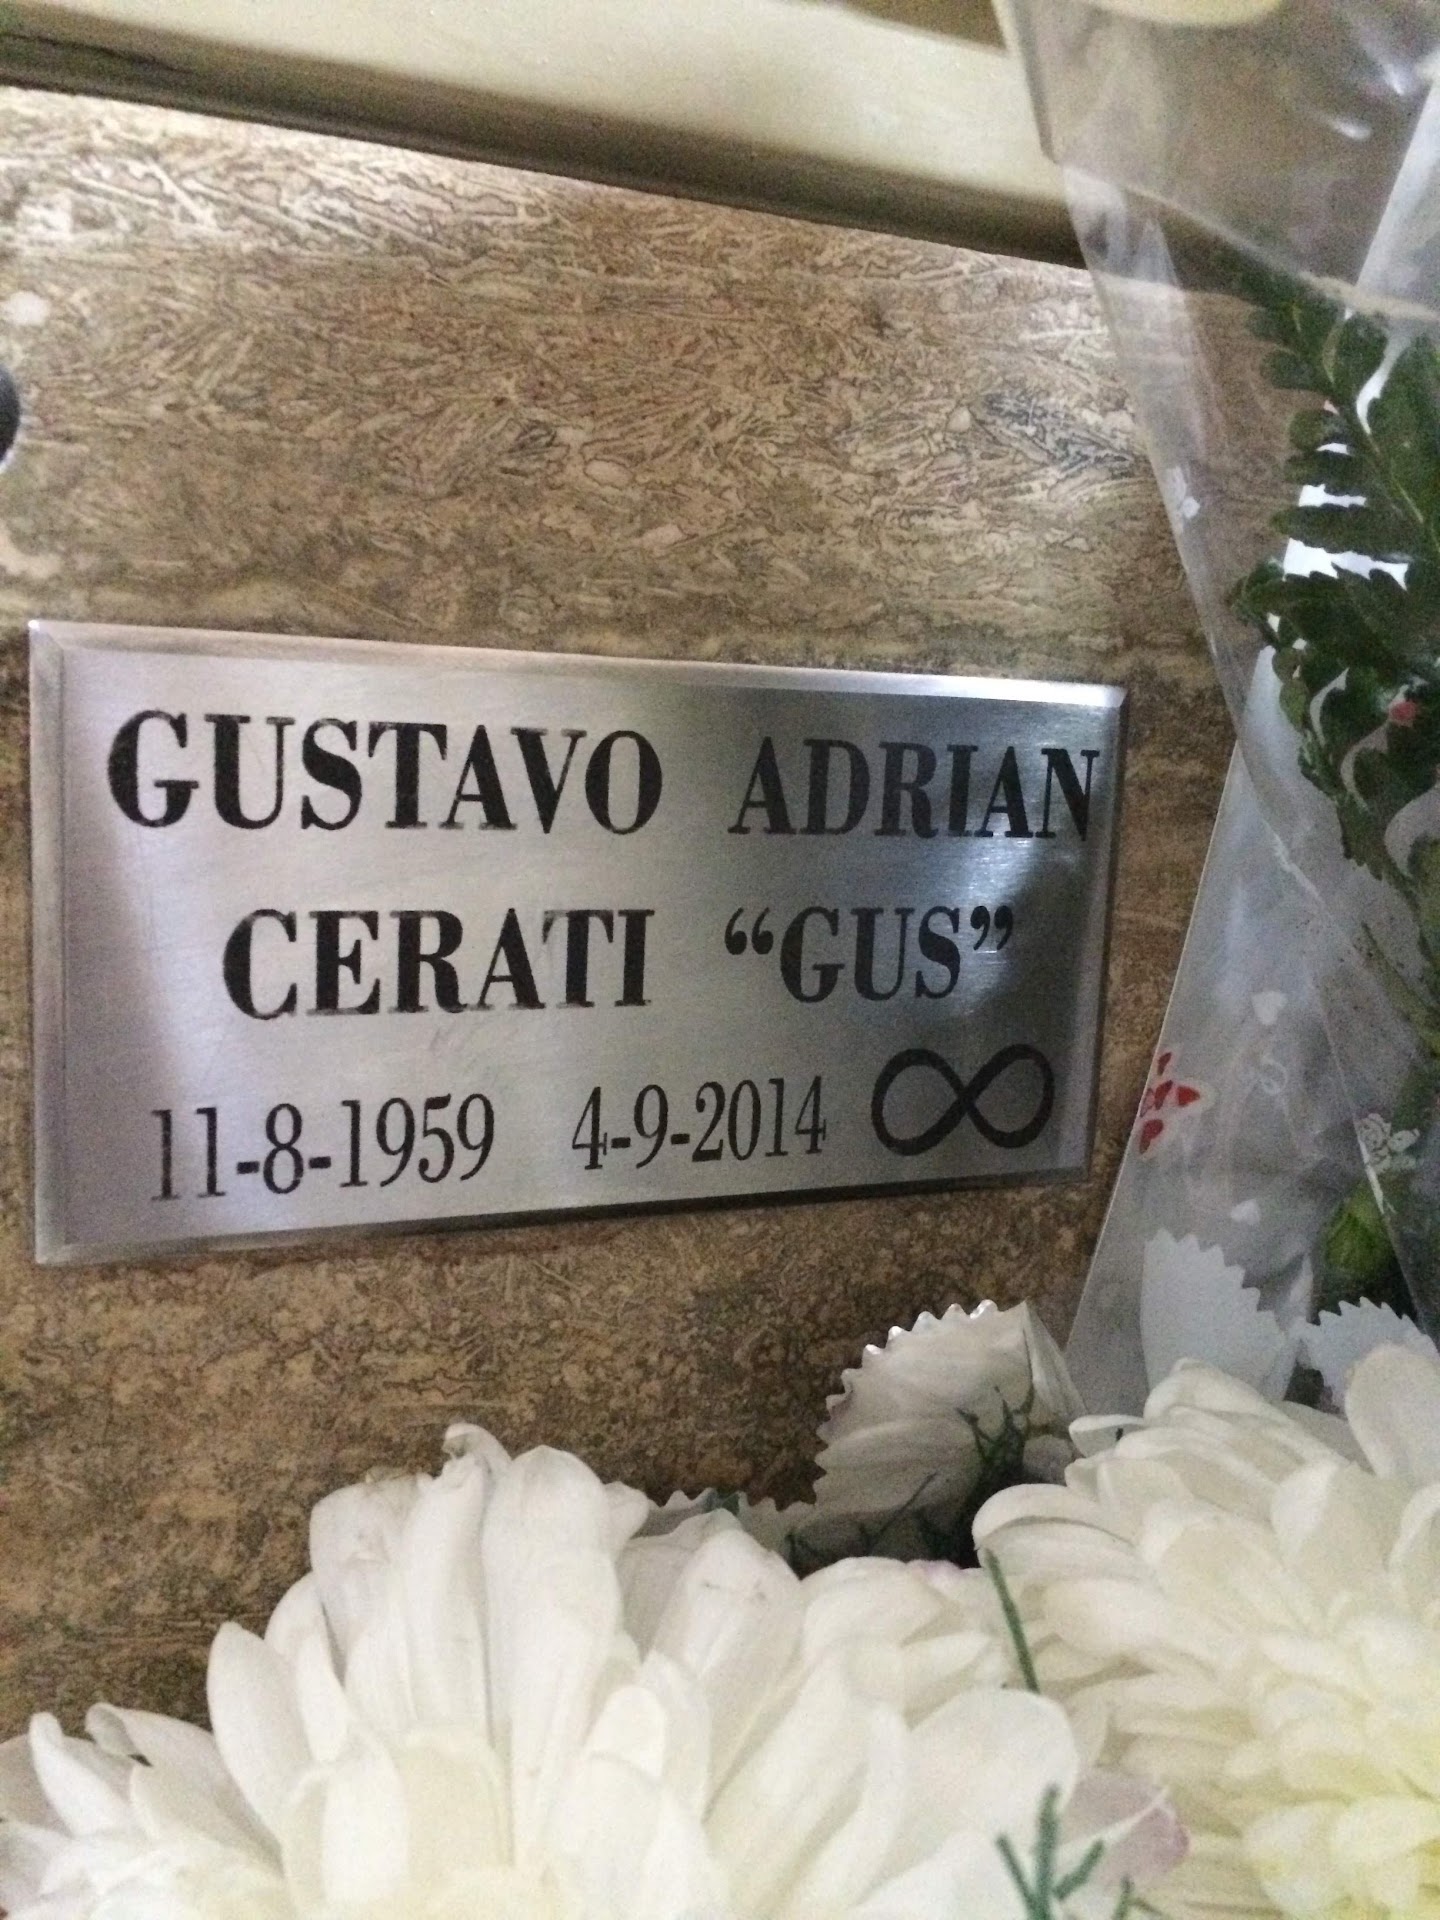 GUSTAVO ADRIAN
CERATI “GUS”
11-8-1959 4-9-2014 ∞